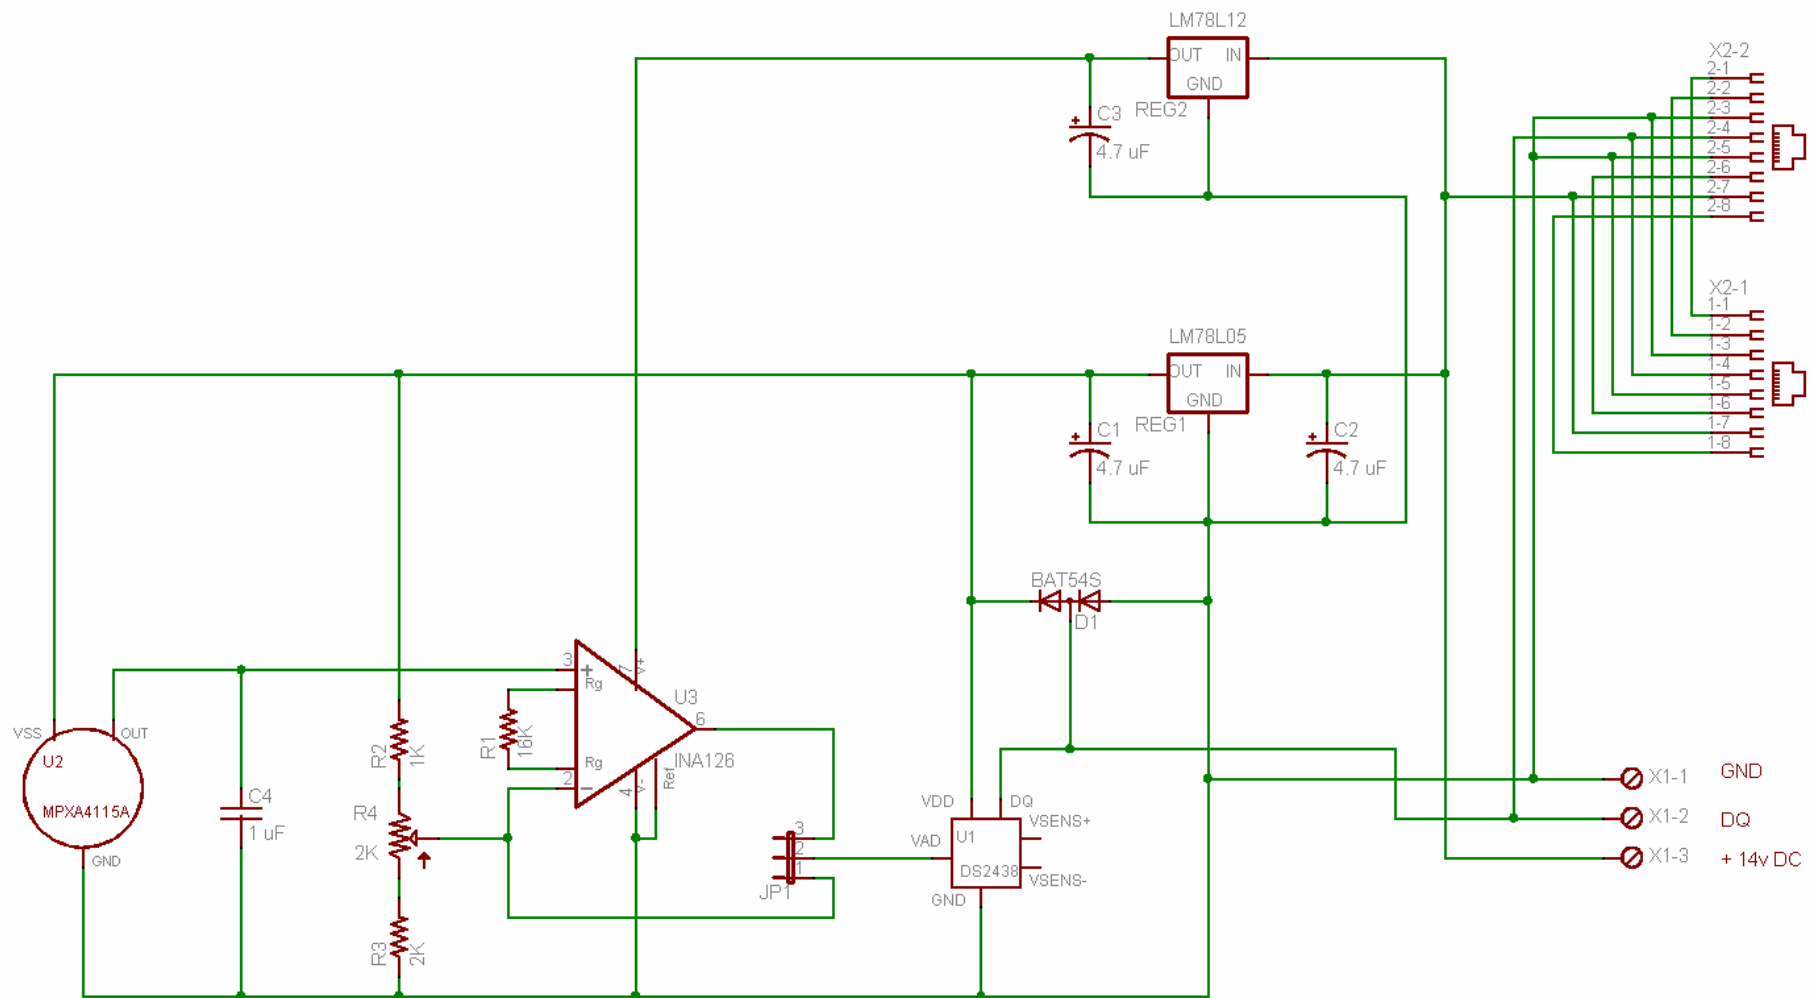 LM78L12
OUT IN
GND
REG2
C3
4.7 uF
X2-2
2-1
2-2
2-3
2-4
2-5
2-6
2-7
2-8
X2-1
1-1
1-2
1-3
1-4
1-5
1-6
1-7
1-8
LM78L05
OUT IN
GND
REG1
C1
4.7 uF
C2
4.7 uF
BAT54S
D1
VSS
OUT
U2
MPXA4115A
GND
C4
1 uF
R2
1K
R4
2K
R3
2K
R1
16K
3
+
Rg
7
V+
U3
6
INA126
Rg
2
-
4
V-
Ref
3
2
1
JP1
VDD
DQ
VSENS+
VAD
U1
DS2438
VSENS-
GND
X1-1 GND
X1-2 DQ
X1-3 + 14v DC